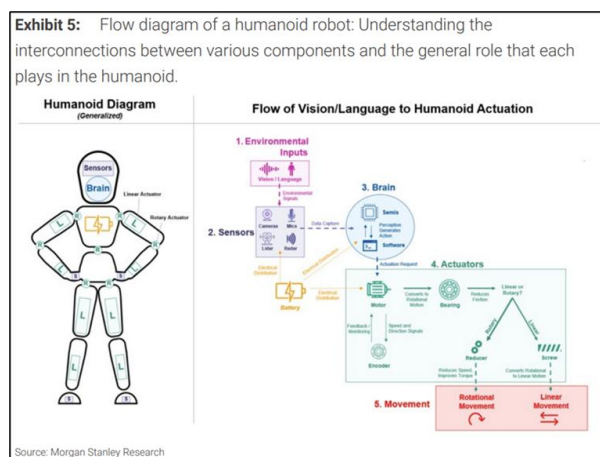 Exhibit 5: Flow diagram of a humanoid robot: Understanding the
interconnections between various components and the general role that each
plays in the humanoid.
Humanoid Diagram
(Generalized)
Sensors
Brain
Linear Actuator
Rotary Actuator
L
L
R
R
R
R
R
R
R
S
S
L
L
R
R
L
L
S
S
Flow of Vision/Language to Humanoid Actuation
1. Environmental
Inputs
Vision / Language
Environmental
Signals
2. Sensors
Cameras
Mics
Lidar
Radar
Data Capture
3. Brain
Semis
Perception
Generates
Action
Software
Actuation Request
Electrical
Distribution
Electrical Distribution
Battery
Electrical
Distribution
4. Actuators
Motor
Converts to
Rotational
Motion
Bearing
Reduces
Friction
Linear or
Rotary?
Rotary
Linear
Feedback /
Monitoring
Speed and
Direction Signals
Encoder
Reducer
Screw
Reduces Speed,
Improves Torque
Converts Rotational
to Linear Motion
5. Movement
Rotational
Movement
Linear
Movement
Source: Morgan Stanley Research